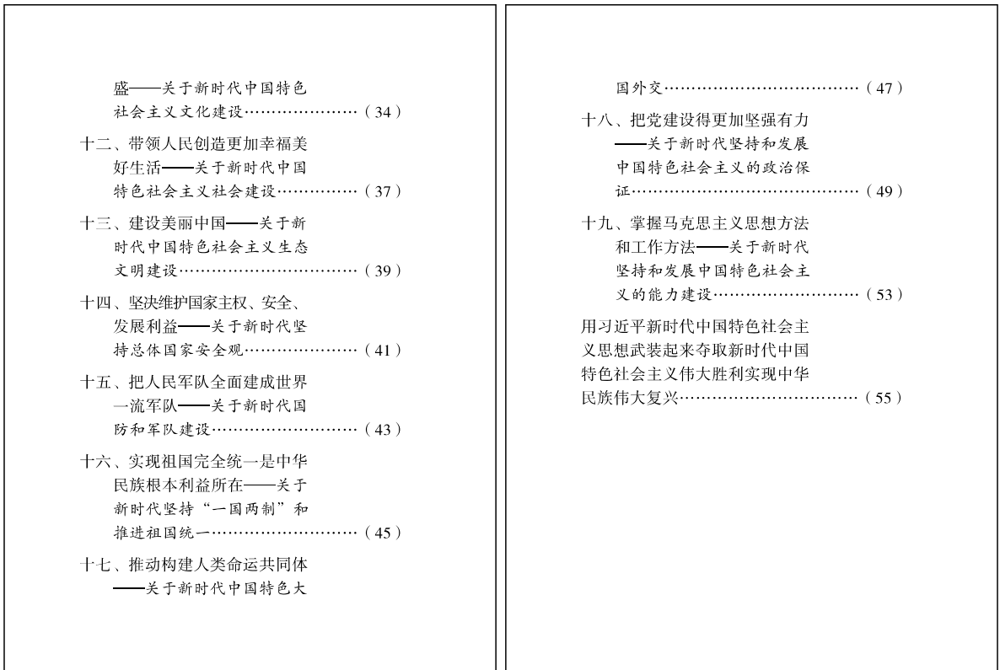 盛——关于新时代中国特色
社会主义文化建设…………………（34）
十二、带领人民创造更加幸福美
好生活——关于新时代中国
特色社会主义社会建设……………（37）
十三、建设美丽中国——关于新
时代中国特色社会主义生态
文明建设……………………………（39）
十四、坚决维护国家主权、安全、
发展利益——关于新时代坚
持总体国家安全观…………………（41）
十五、把人民军队全面建成世界
一流军队——关于新时代国
防和军队建设………………………（43）
十六、实现祖国完全统一是中华
民族根本利益所在——关于
新时代坚持“一国两制”和
推进祖国统一………………………（45）
十七、推动构建人类命运共同体
——关于新时代中国特色大
国外交………………………………（47）
十八、把党建设得更加坚强有力
——关于新时代坚持和发展
中国特色社会主义的政治保
证……………………………………（49）
十九、掌握马克思主义思想方法
和工作方法——关于新时代
坚持和发展中国特色社会主
义的能力建设………………………（53）
用习近平新时代中国特色社会主
义思想武装起来夺取新时代中国
特色社会主义伟大胜利实现中华
民族伟大复兴……………………………（55）